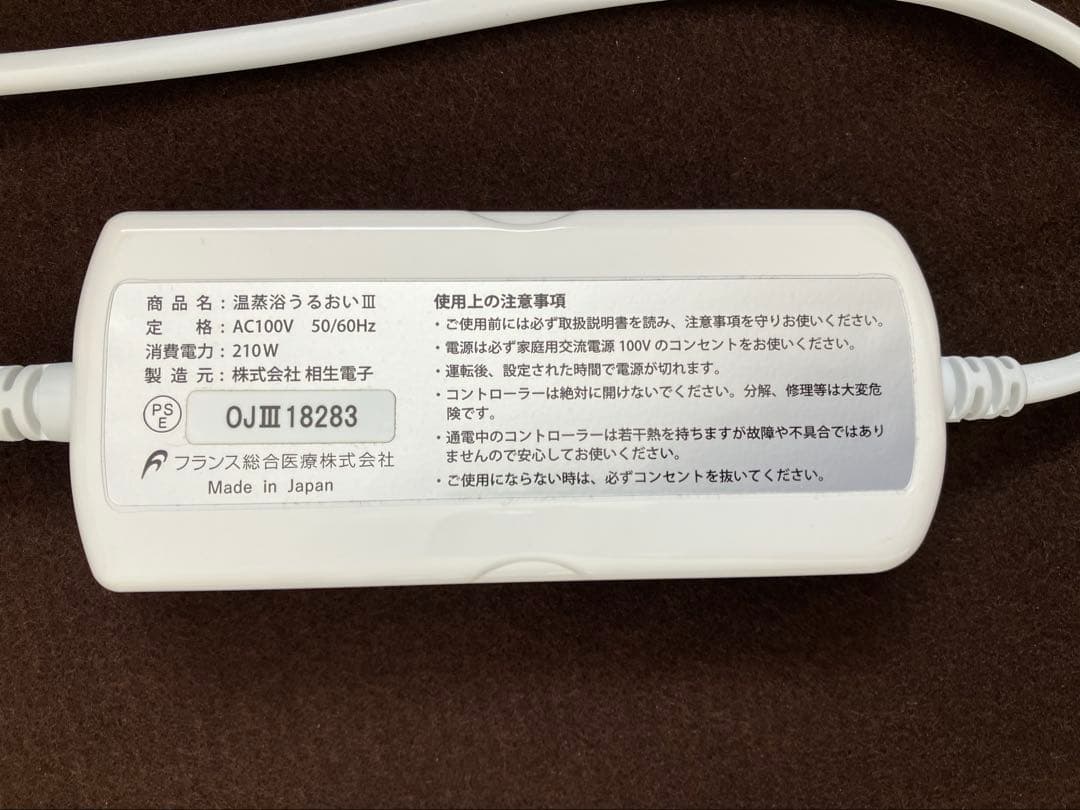 商品名：温蒸浴うるおいⅢ
定　格：AC100V　50/60Hz
消費電力：210W
製造元：株式会社 相生電子
PS
E
OJⅢ18283
フランス総合医療株式会社
Made in Japan
使用上の注意事項
・ご使用前には必ず取扱説明書を読み、注意事項を守りお使いください。
・電源は必ず家庭用交流電源 100V のコンセントをお使いください。
・運転後、設定された時間で電源が切れます。
・コントローラーは絶対に開けないでください。分解、修理等は大変危
険です。
・通電中のコントローラーは若干熱を持ちますが故障や不具合ではあり
ませんので安心してお使いください。
・ご使用にならない時は、必ずコンセントを抜いてください。